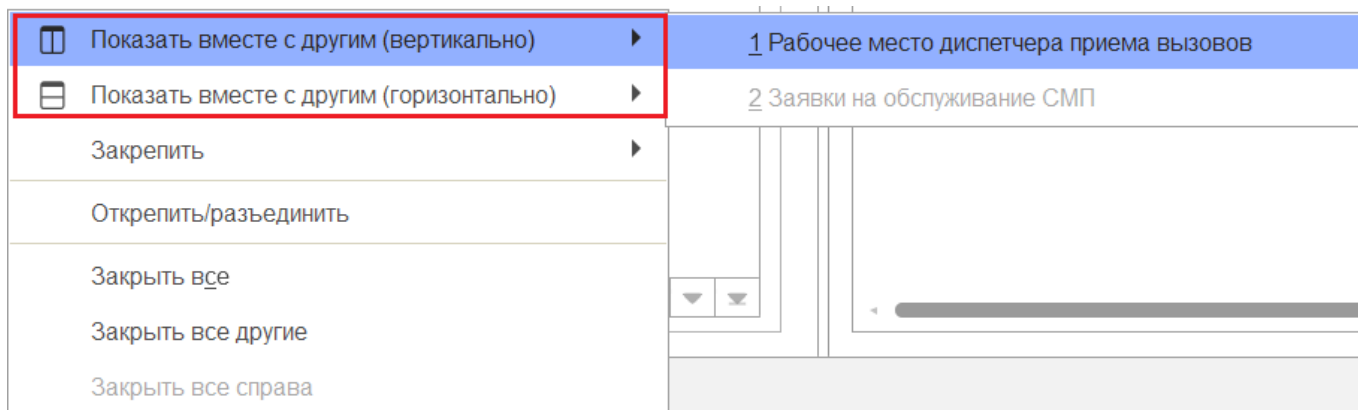 Показать вместе с другим (вертикально)
1 Рабочее место диспетчера приема вызовов
Показать вместе с другим (горизонтально)
2 Заявки на обслуживание СМП
Закрепить
Открепить/разъединить
Закрыть все
Закрыть все другие
Закрыть все справа